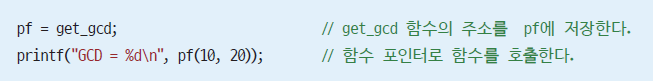 pf = get_gcd; // get_gcd 함수의 주소를 pf에 저장한다.
printf("GCD = %d\n", pf(10, 20)); // 함수 포인터로 함수를 호출한다.